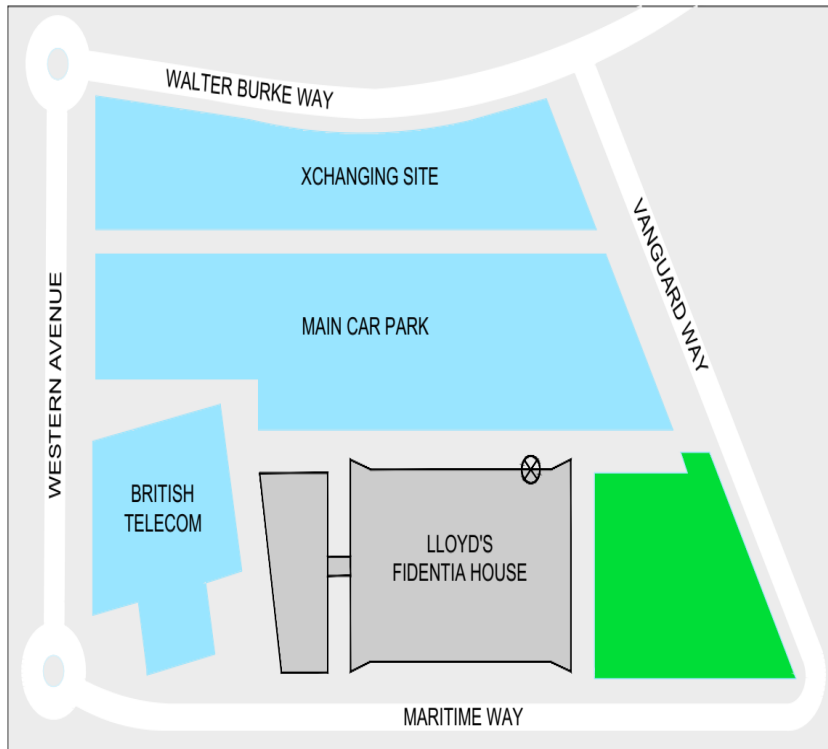 WALTER BURKE WAY
XCHANGING SITE
VANGUARD WAY
MAIN CAR PARK
WESTERN AVENUE
BRITISH
TELECOM
LLOYD'S
FIDENTIA HOUSE
MARITIME WAY